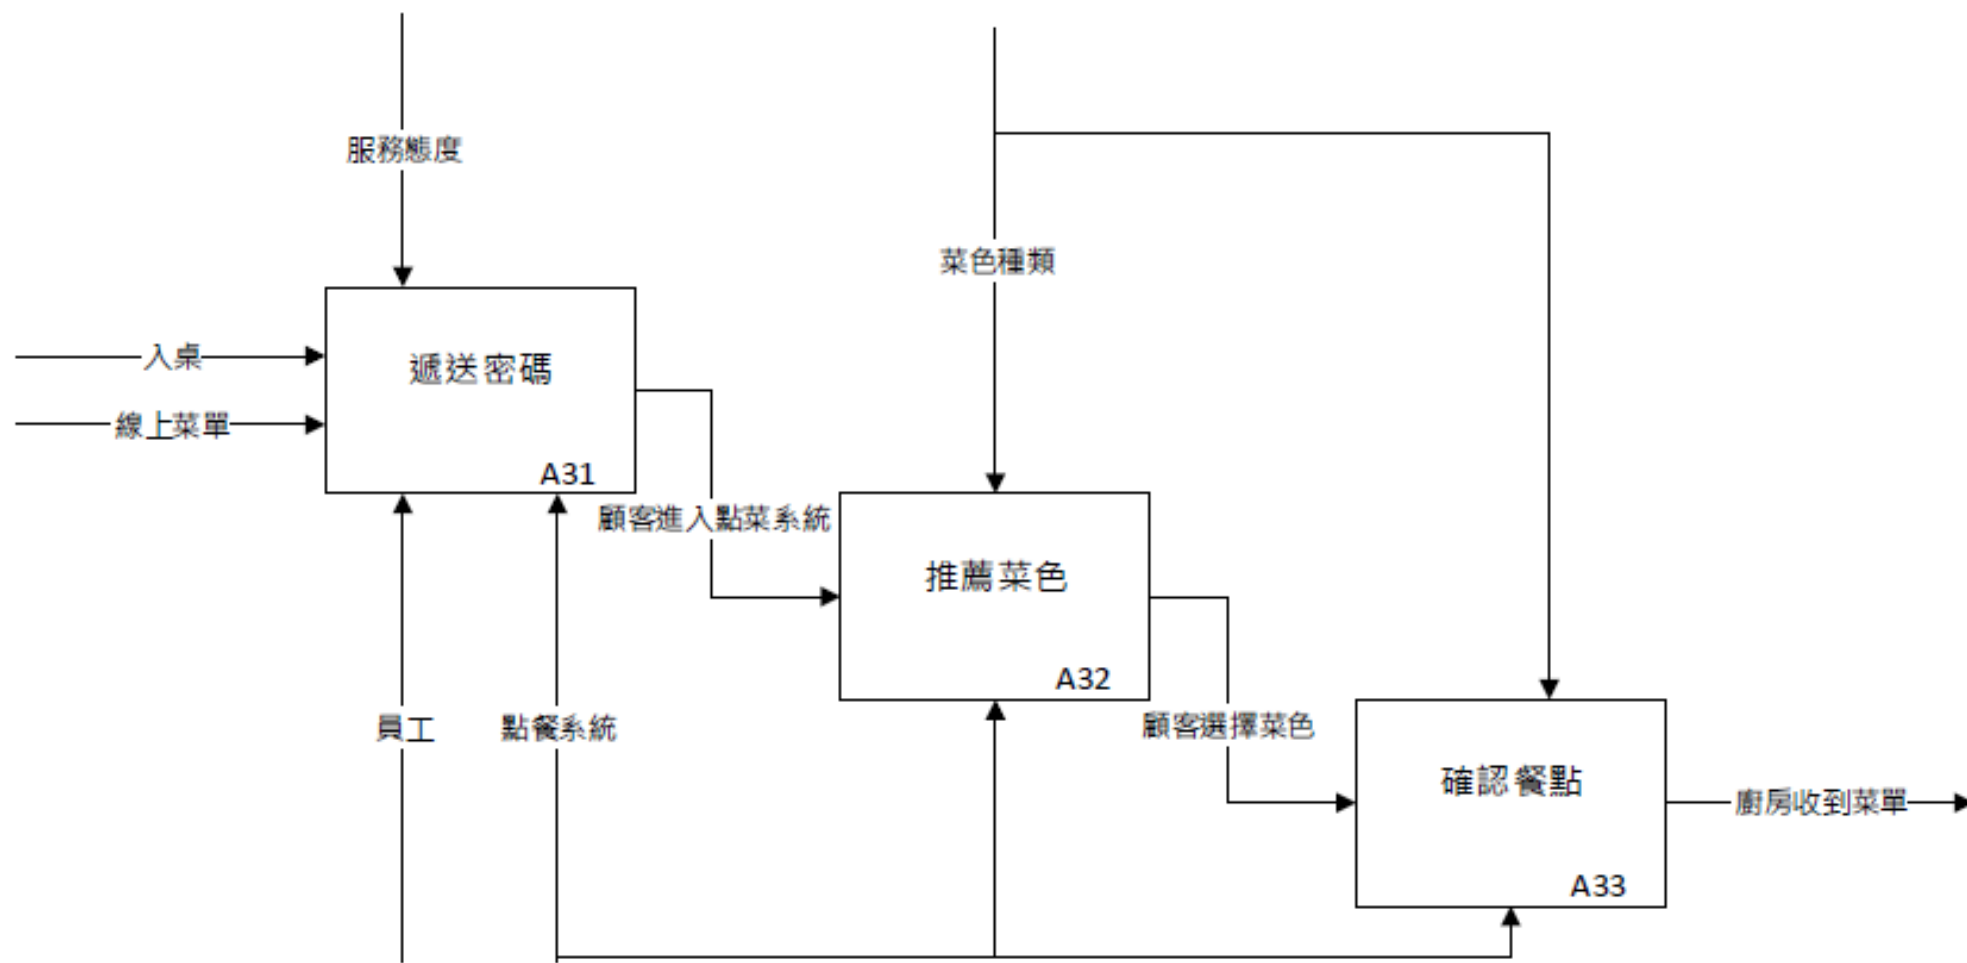 服務態度
菜色種類
入桌
線上菜單
遞送密碼
A31
顧客進入點菜系統
推薦菜色
A32
員工
點餐系統
顧客選擇菜色
確認餐點
A33
廚房收到菜單